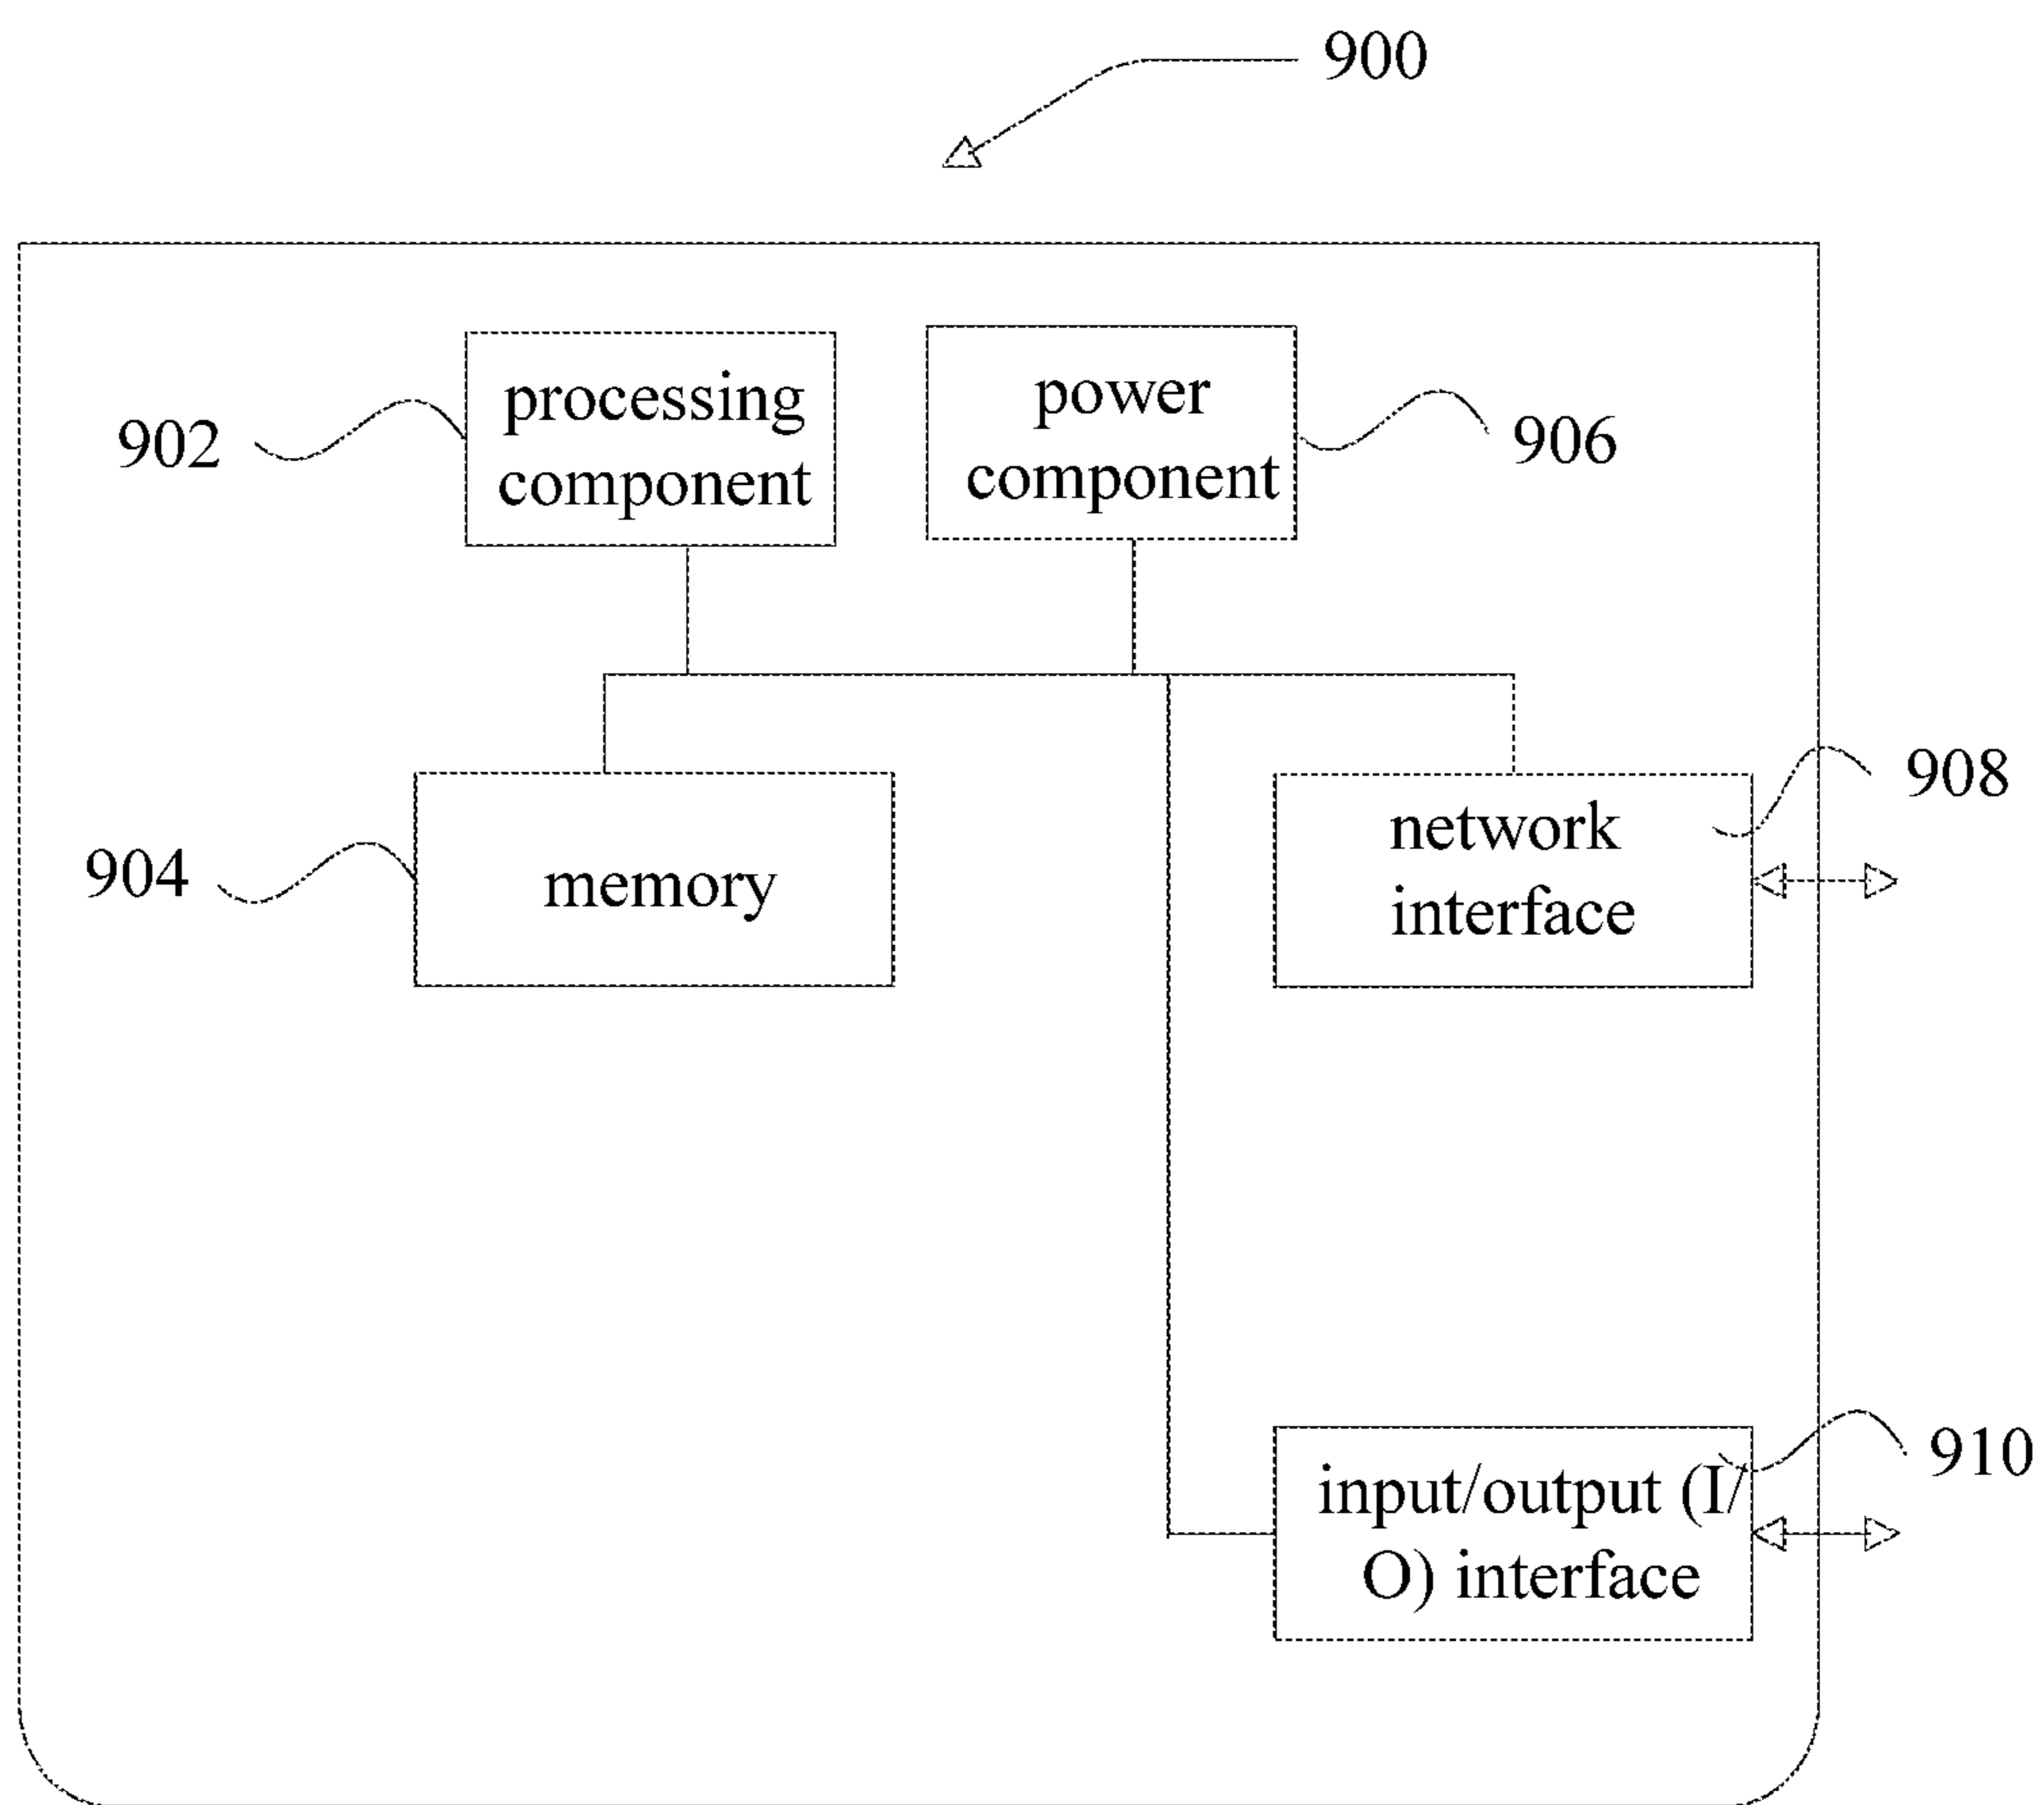 900
processing
component
power
component
902
906
908
network
interface
904
memory
910
input/output (I/
O) interface